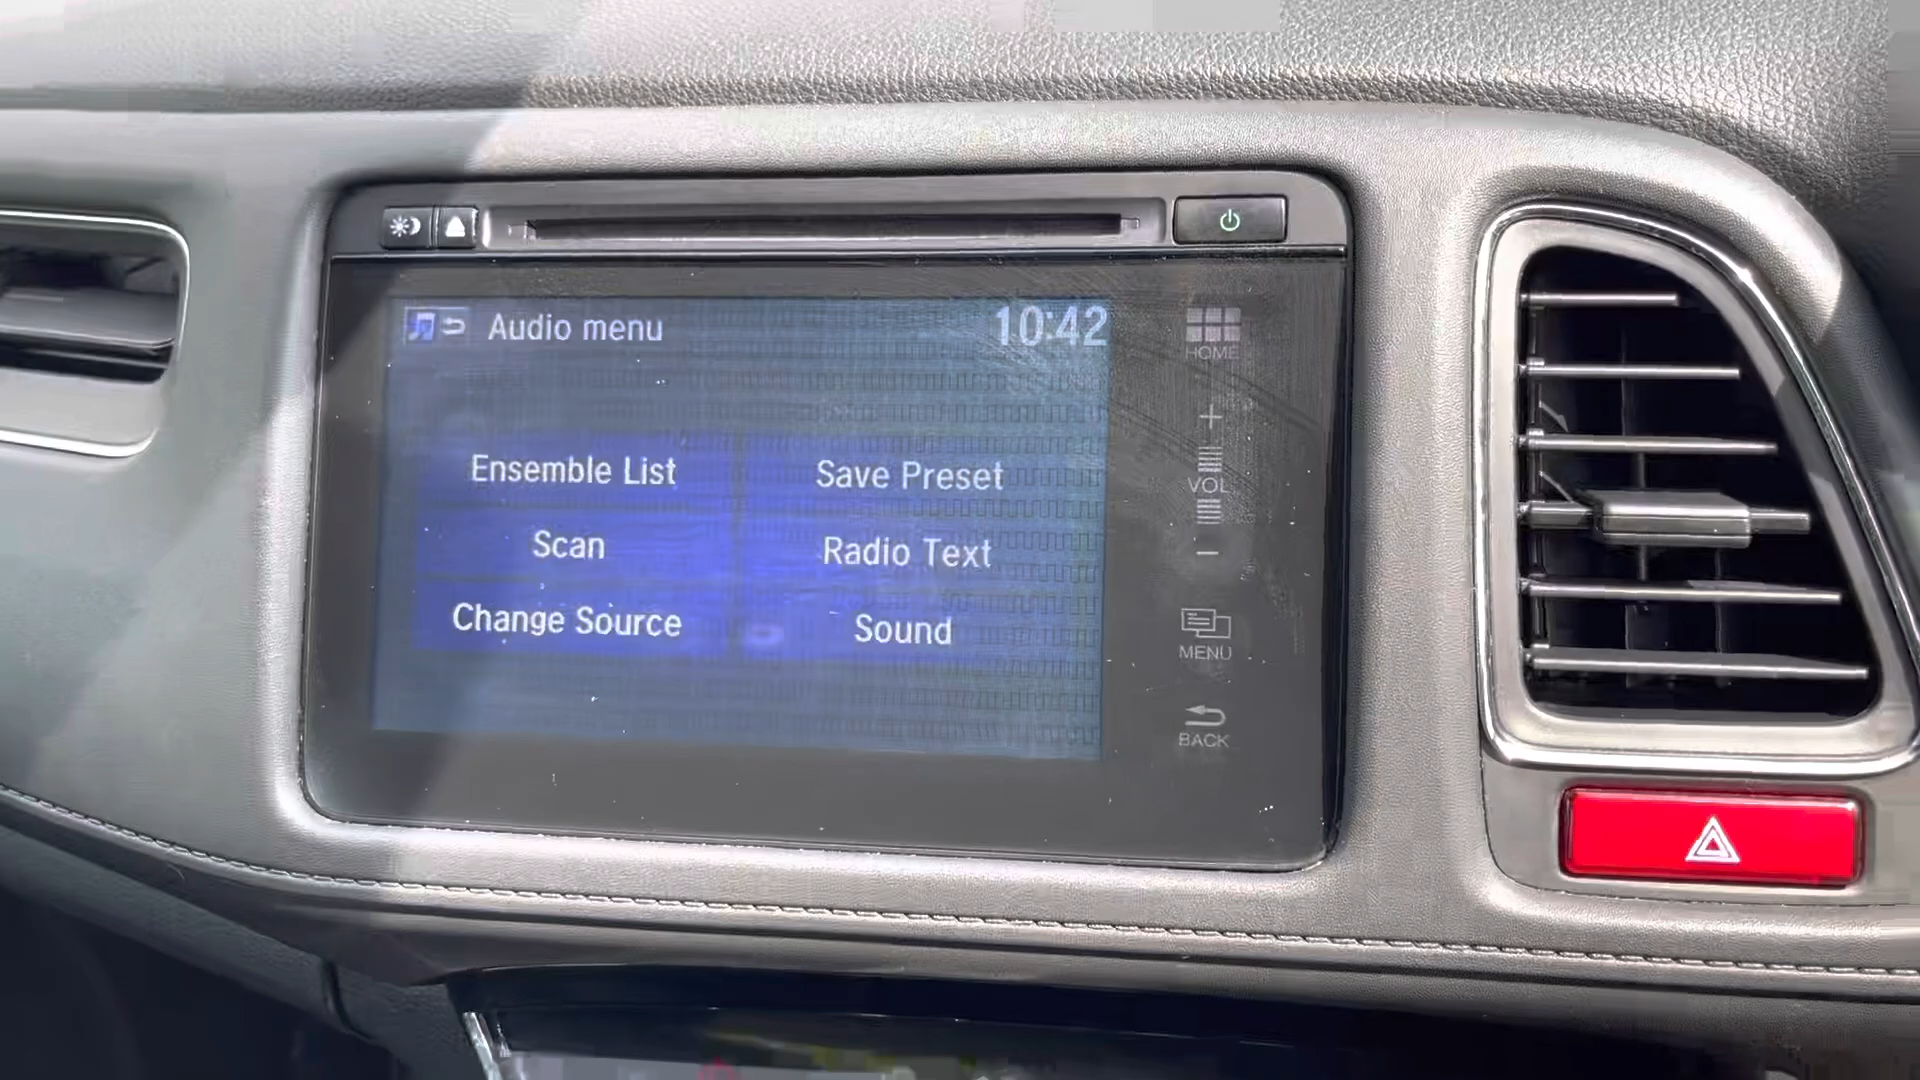 Audio menu
10:42
HOME
Ensemble List
Save Preset
VOL
Scan
Radio Text
Change Source
Sound
MENU
BACK